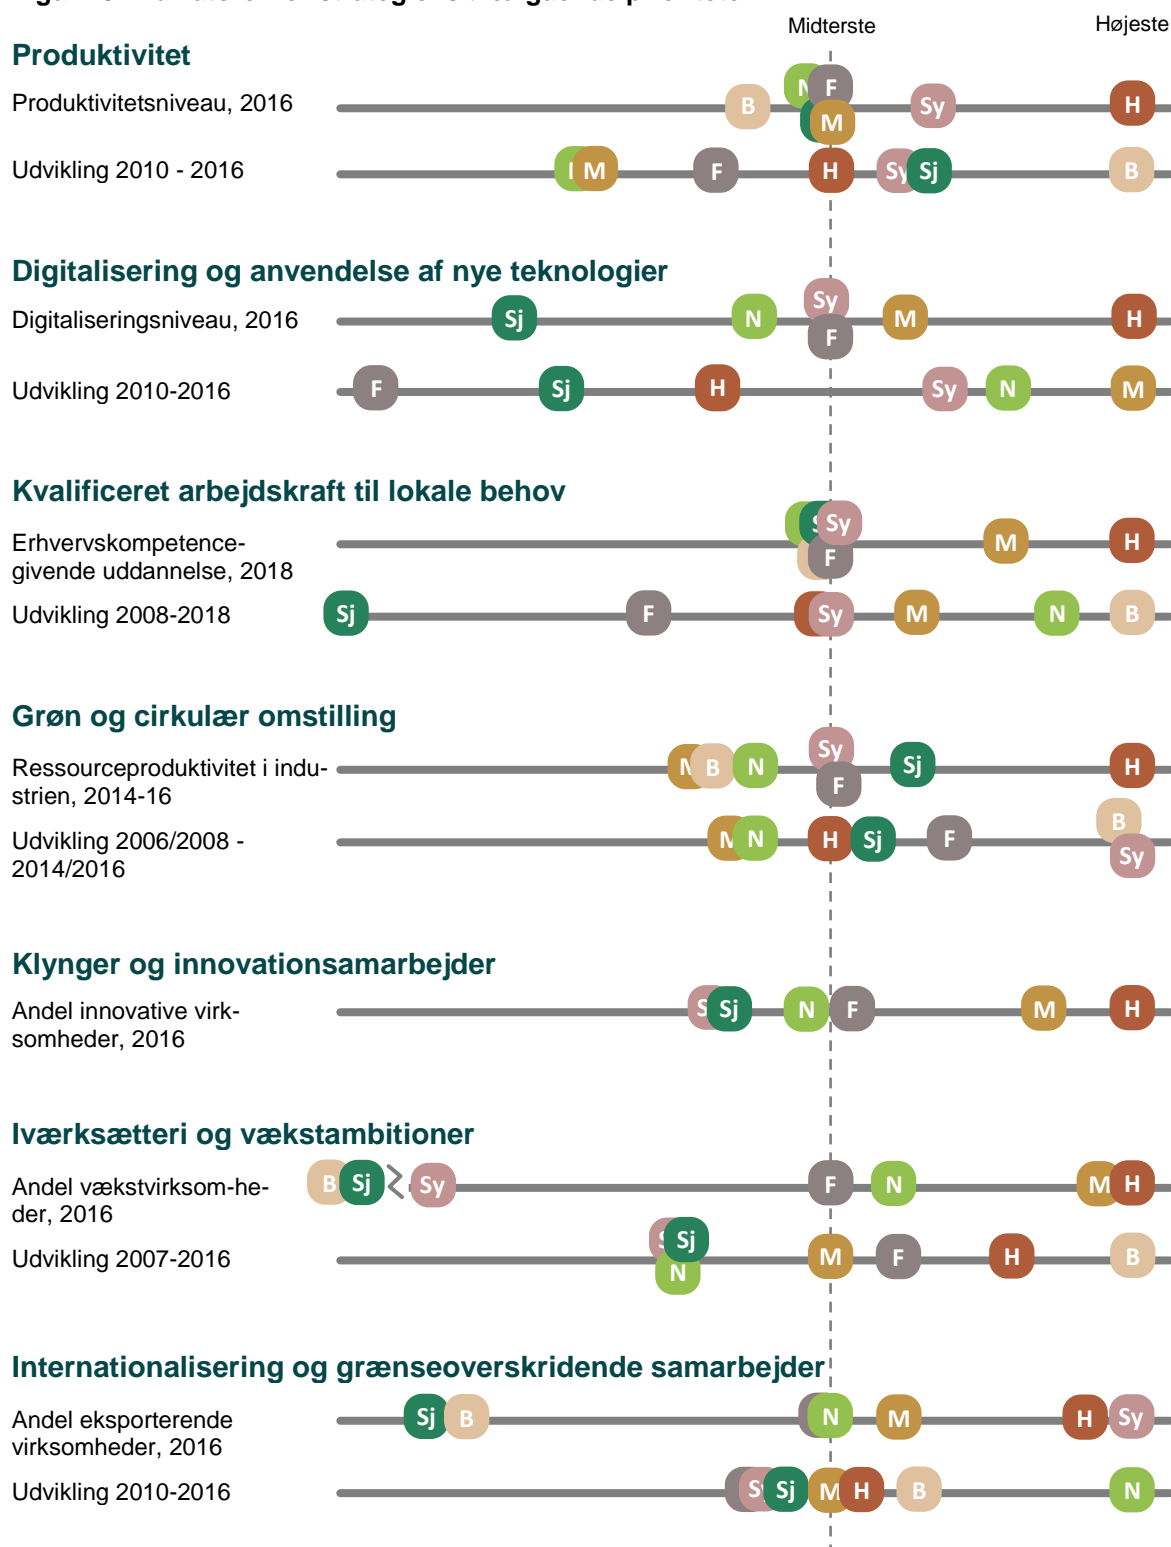 Midterste Højeste
Produktivitet
N F
Produktivitetsniveau, 2016 B M Sy H
Udvikling 2010 - 2016 M F H Sy Sj B
Digitalisering og anvendelse af nye teknologier
Sy
Digitaliseringsniveau, 2016 Sj N M H
F
Udvikling 2010-2016 F Sj H Sy N M
Kvalificeret arbejdskraft til lokale behov
Sy
Erhvervskompetence- M H
givende uddannelse, 2018 F
Udvikling 2008-2018 Sj F Sy M N B
Grøn og cirkulær omstilling
Sy
Ressourceproduktivitet i indu- B N Sj H
strien, 2014-16 F
B
Udvikling 2006/2008 - M N H Sj F
2014/2016 Sy
Klynger og innovationsamarbejder
Andel innovative virk- Sj N F M H
somheder, 2016
Iværksætteri og vækstambitioner
Andel vækstvirksom-he- B Sj Sy F N M H
der, 2016
Sj
Udvikling 2007-2016 M F H B
N
Internationalisering og grænseoverskridende samarbejder
Andel eksporterende Sj B N M H Sy
virksomheder, 2016
Udvikling 2010-2016 Sy Sj M H B N